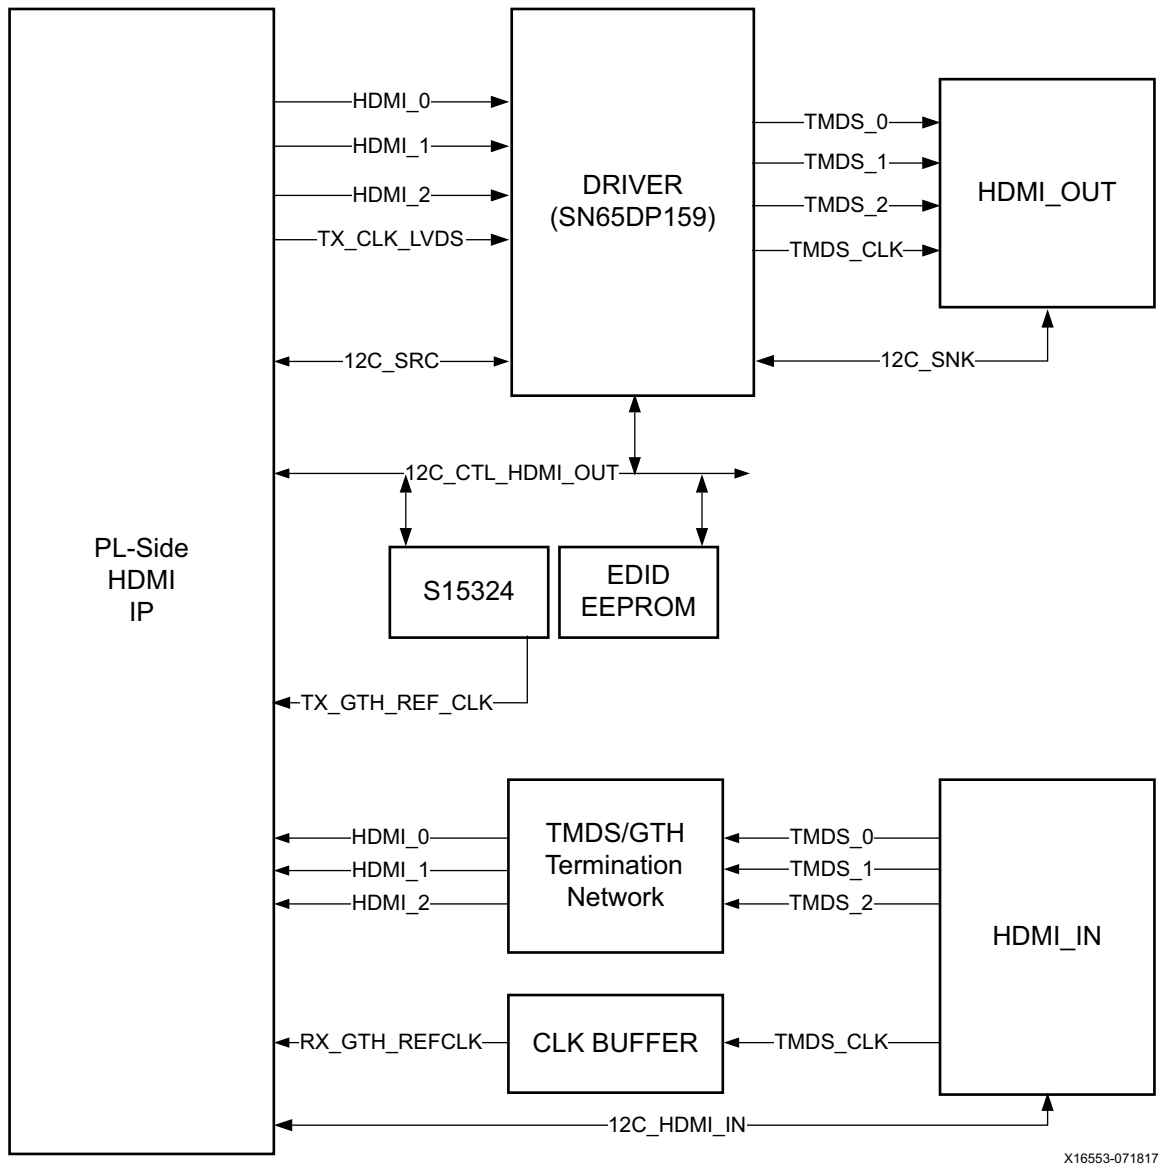 HDMI_0
HDMI_1
HDMI_2
TX_CLK_LVDS
DRIVER
(SN65DP159)
TMDS_0
TMDS_1
TMDS_2
TMDS_CLK
HDMI_OUT
12C_SRC
12C_SNK
12C_CTL_HDMI_OUT
PL-Side
HDMI
IP
S15324
EDID
EEPROM
TX_GTH_REF_CLK
HDMI_0
HDMI_1
HDMI_2
TMDS/GTH
Termination
Network
TMDS_0
TMDS_1
TMDS_2
HDMI_IN
RX_GTH_REFCLK
CLK BUFFER
TMDS_CLK
12C_HDMI_IN
X16553-071817